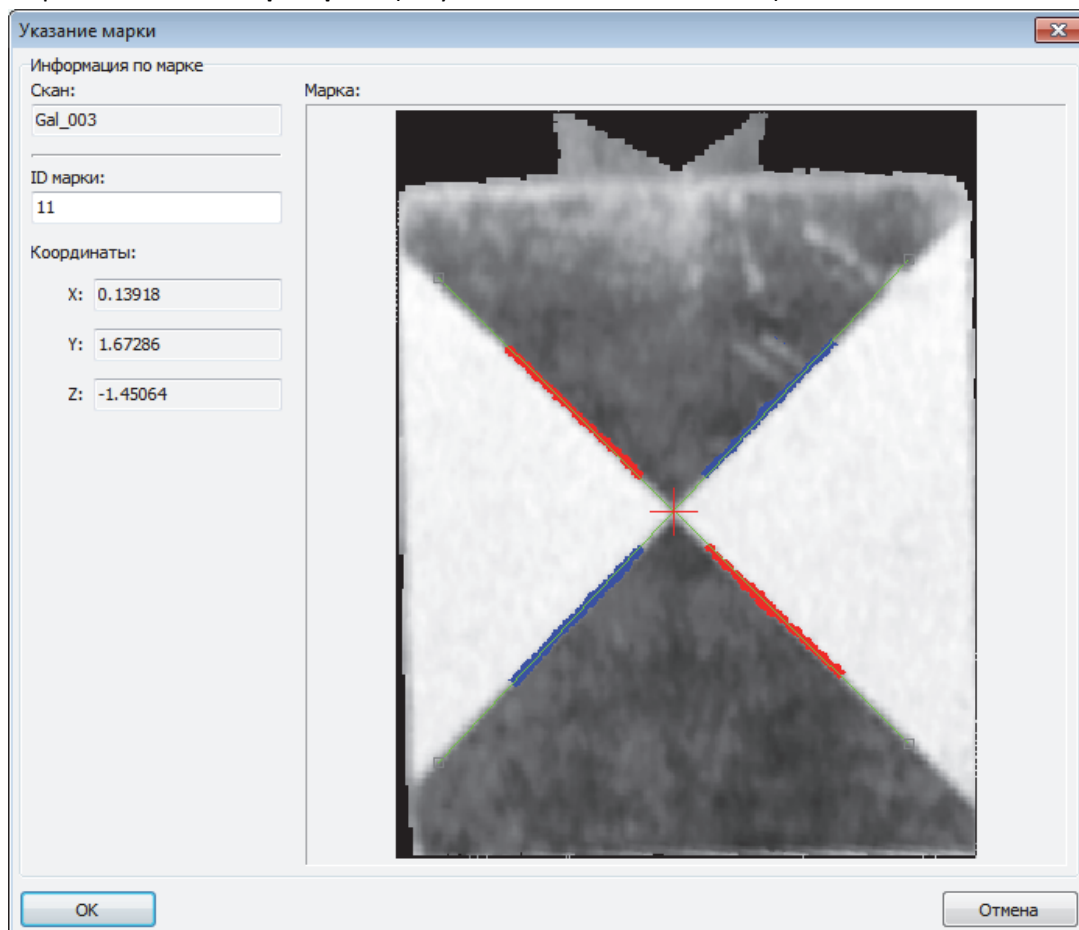 Указание марки
Информация по марке
Скан:
Gal_003
ID марки:
11
Координаты:
X: 0.13918
Y: 1.67286
Z: -1.45064
Марка:
OK
Отмена